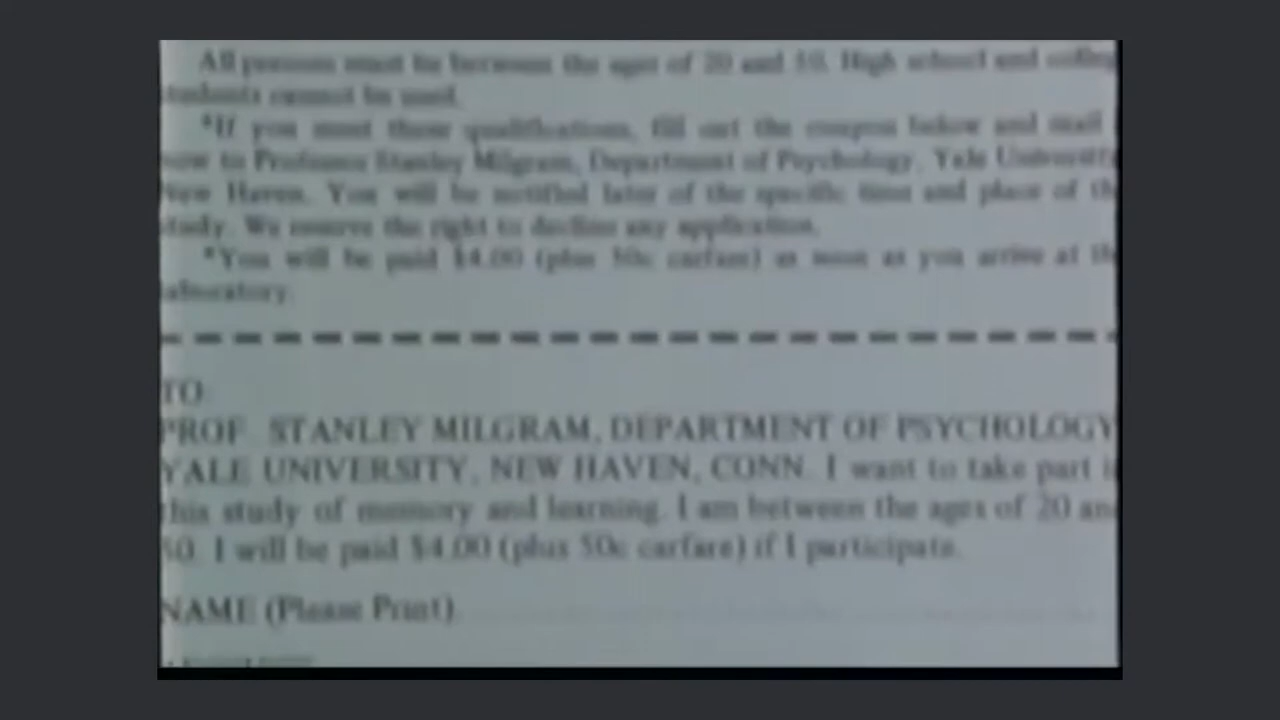 All persons must be between the ages of 20 and 50. High school and
students cannot be used.
*If you meet these qualifications, fill out the coupon below and mail
now to Professor Stanley Milgram, Department of Psychology, Yale University,
New Haven. You will be notified later of the specific time and place of the
study. We reserve the right to decline any application.
*You will be paid $4.00 (plus 50c carfare) as soon as you arrive at the
laboratory.
TO:
PROF. STANLEY MILGRAM, DEPARTMENT OF PSYCHOLOGY,
YALE UNIVERSITY, NEW HAVEN, CONN. I want to take part in
this study of memory and learning. I am between the ages of 20 and
50. I will be paid $4.00 (plus 50c carfare) if I participate.
NAME (Please Print)